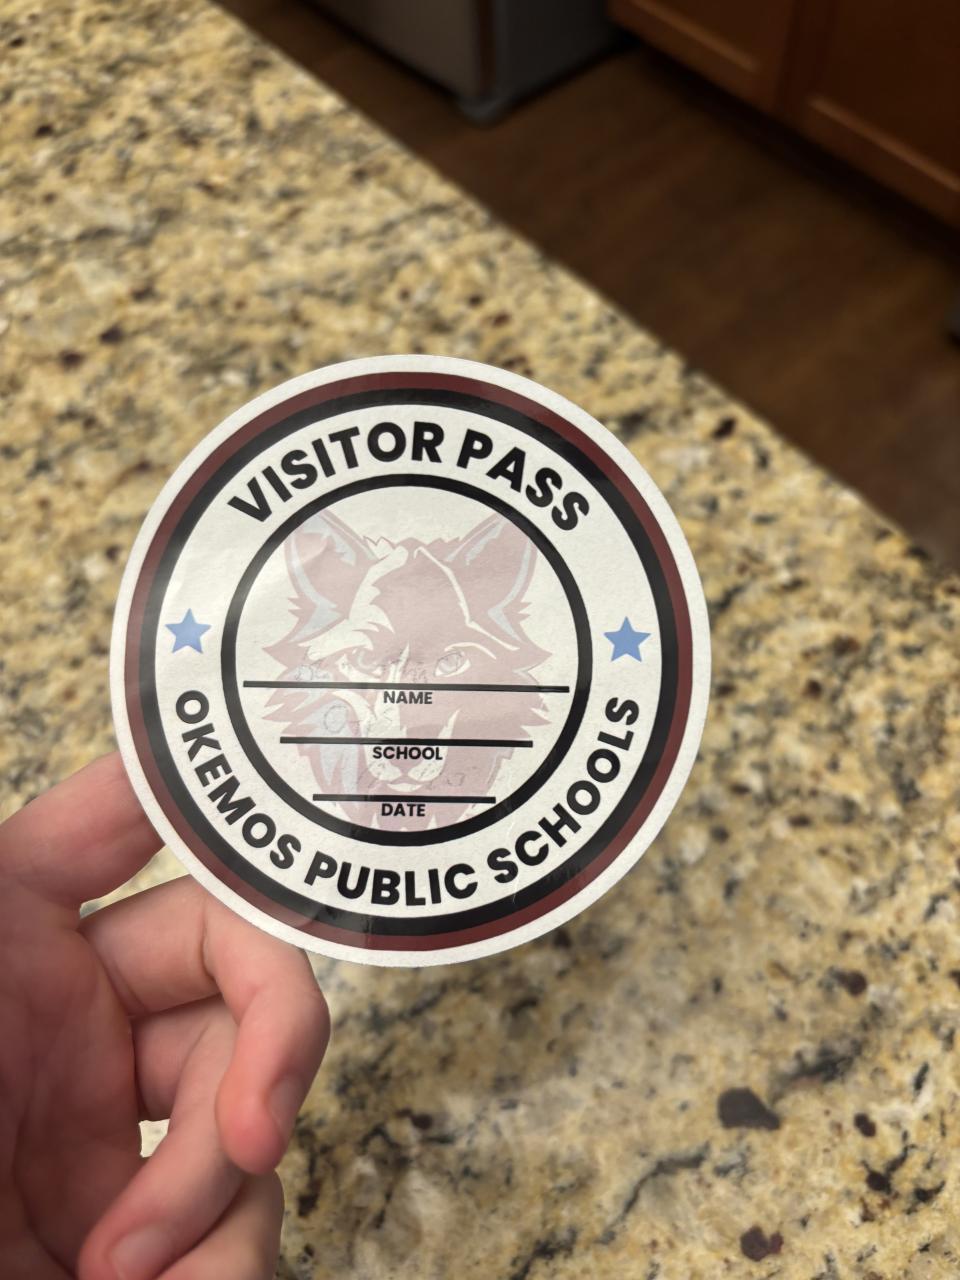 VISITOR PASS
NAME
SCHOOL
DATE
OKEMOS PUBLIC SCHOOLS